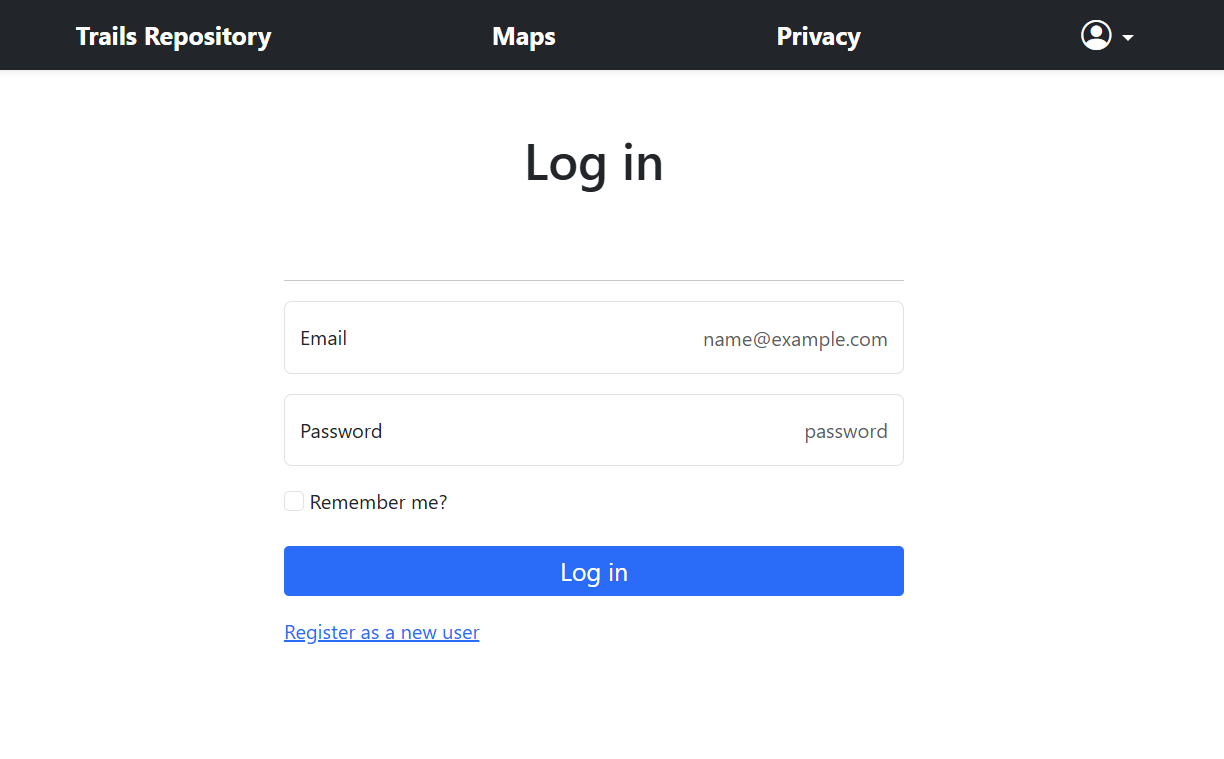 Trails Repository Maps Privacy
Log in
Email name@example.com
Password password
Remember me?
Log in
Register as a new user